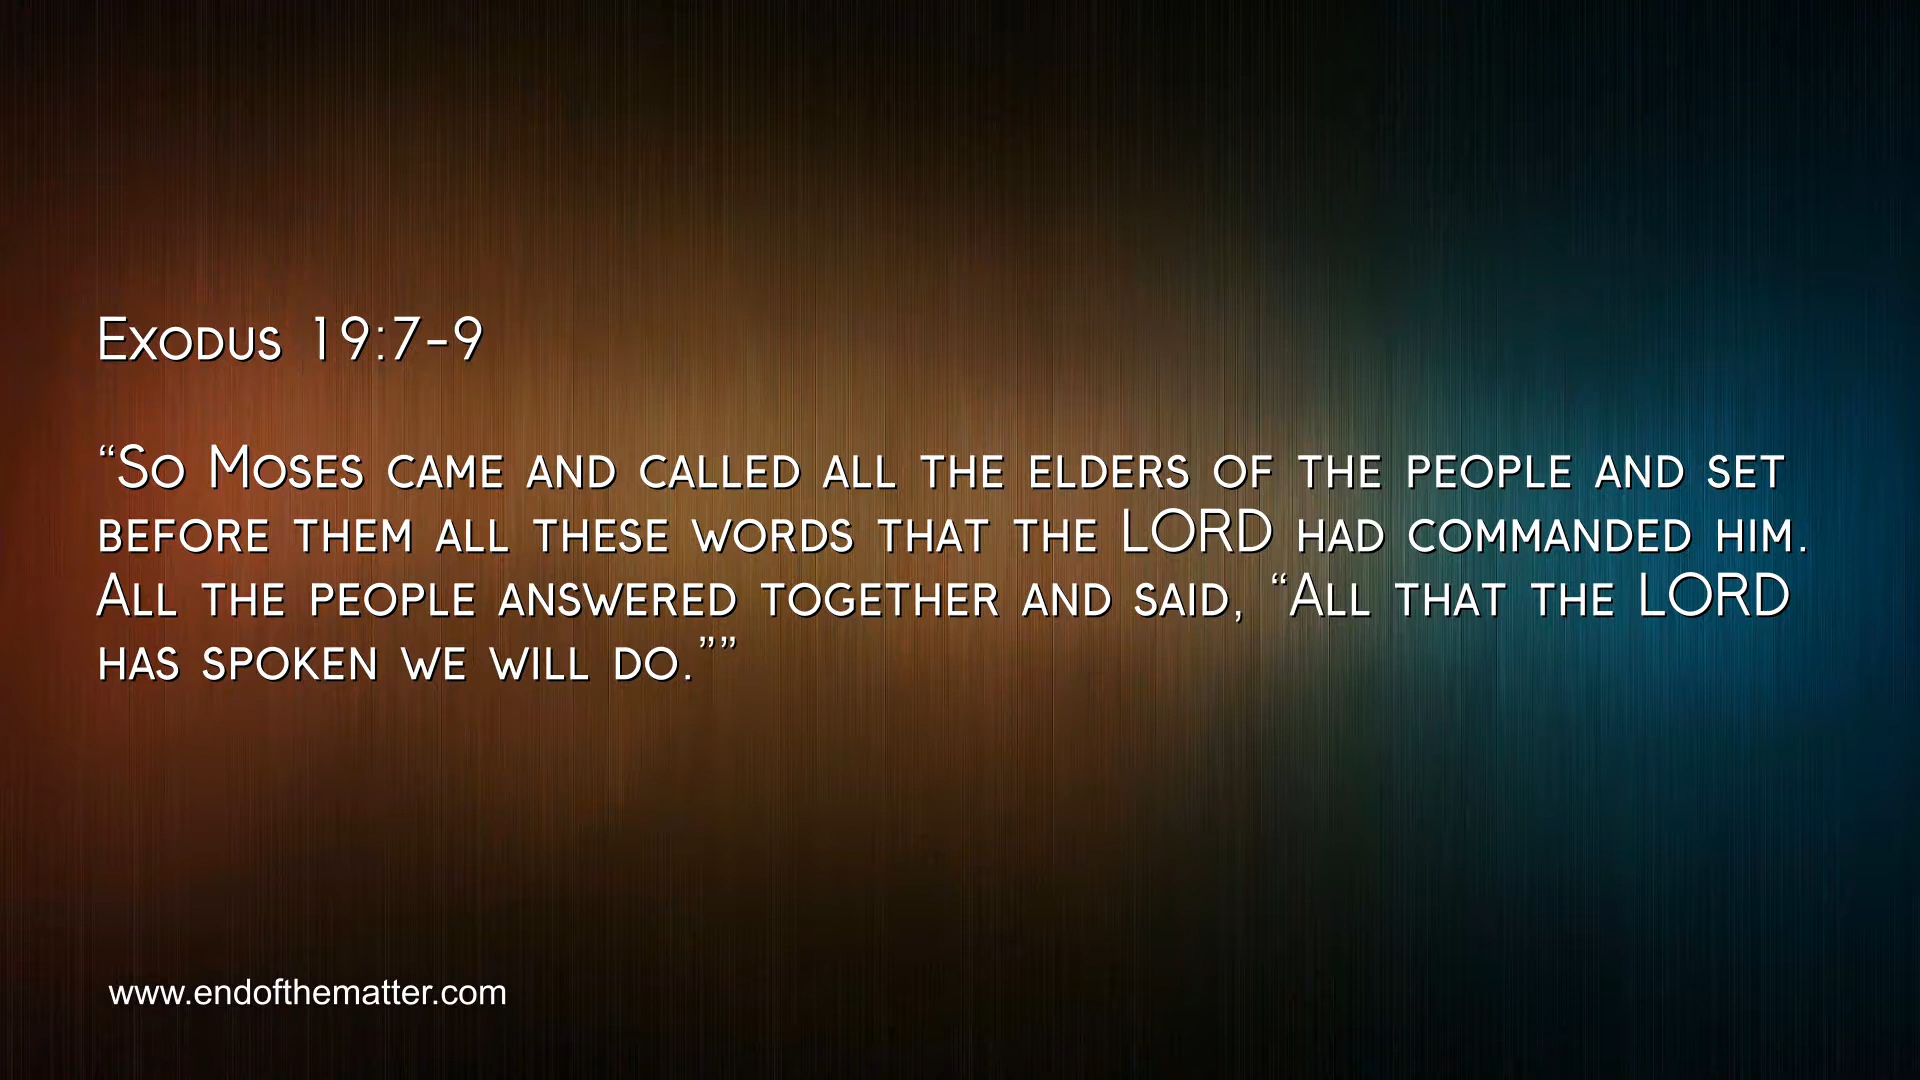 Exodus 19:7-9
“So Moses came and called all the elders of the people and set
before them all these words that the LORD had commanded him.
All the people answered together and said, “All that the LORD
has spoken we will do.””
www.endofthematter.com